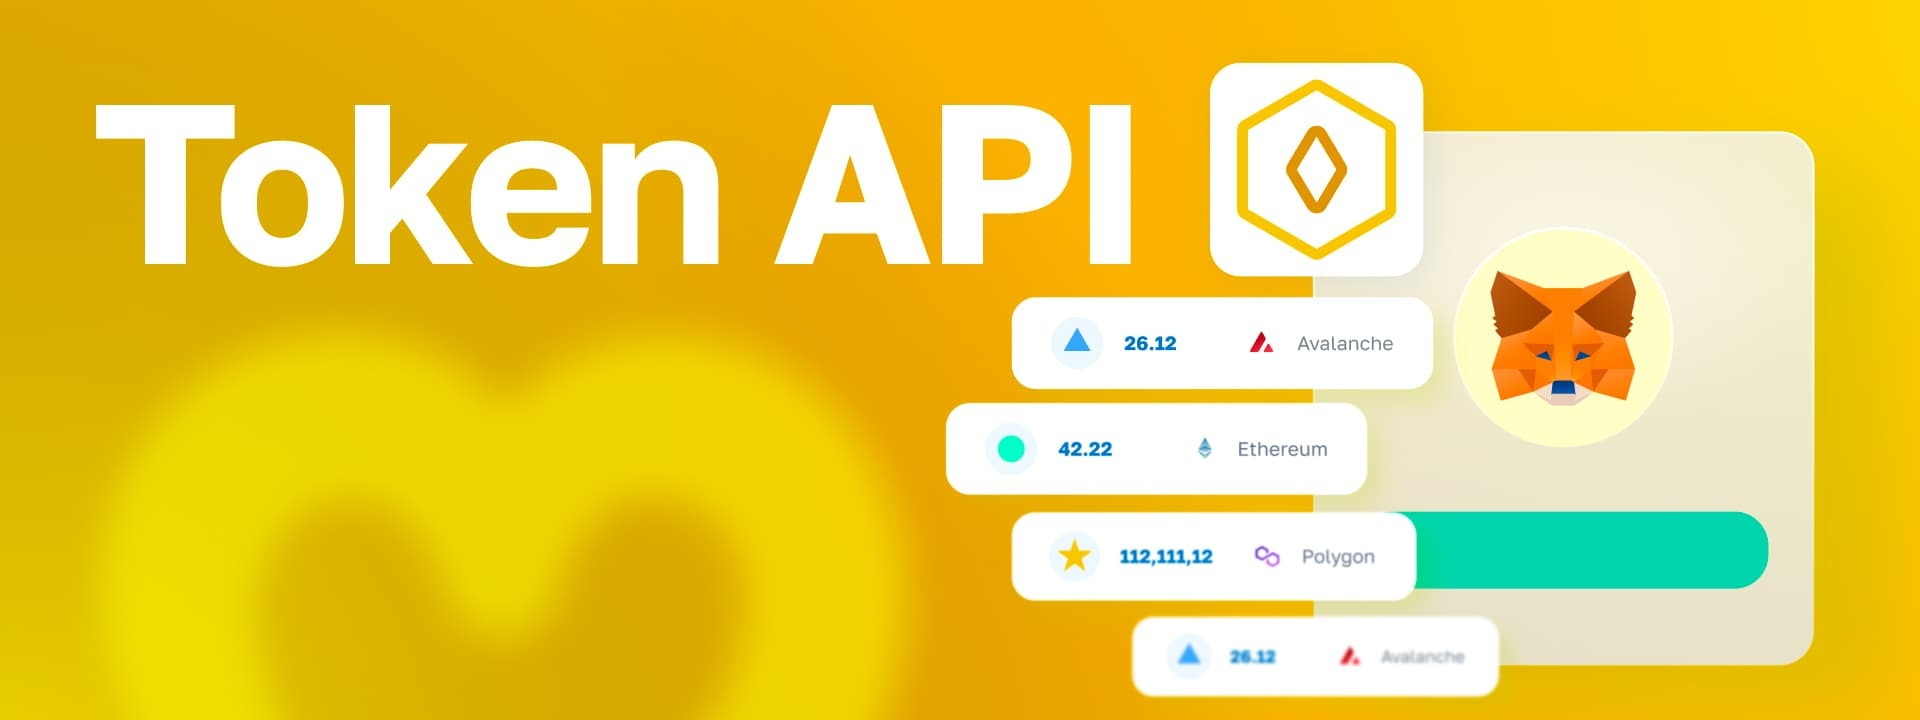 Token API
26.12 Avalanche
42.22 Ethereum
112,111,12 Polygon
26.12 Avalanche